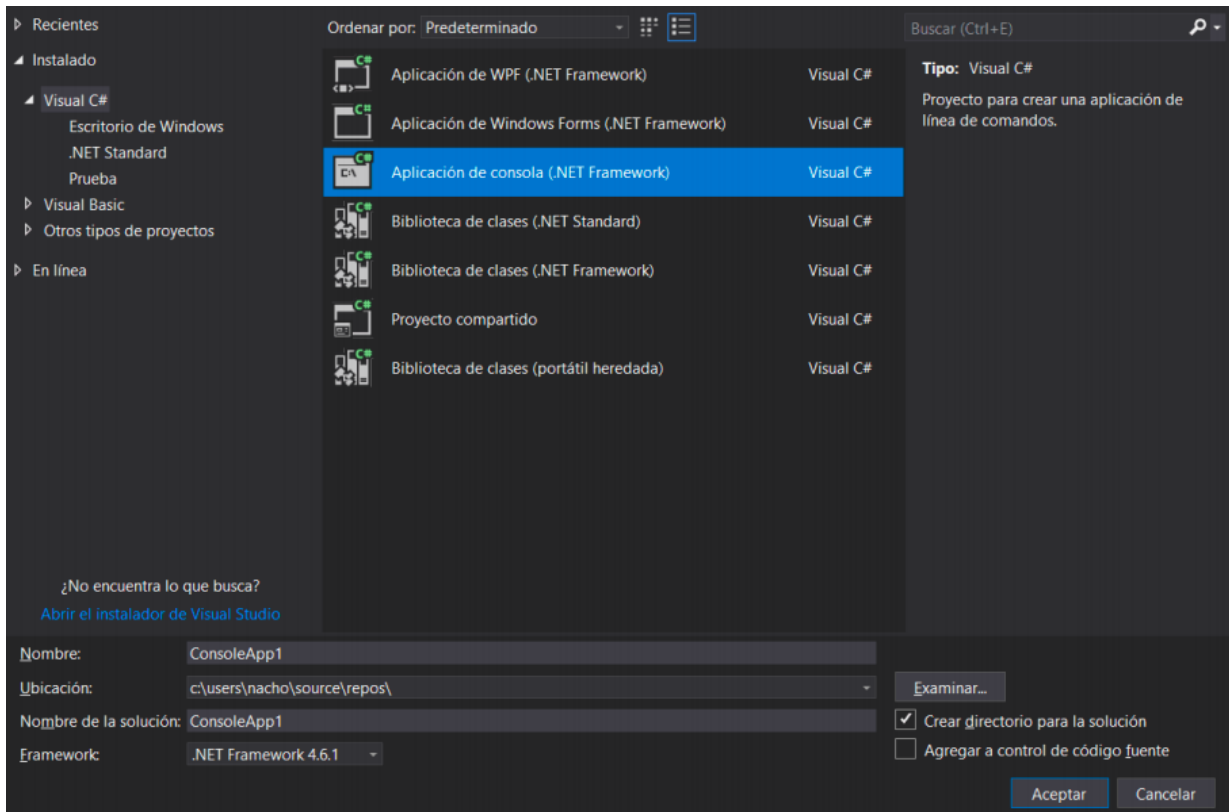 Recientes
Instalado
Visual C#
Escritorio de Windows
.NET Standard
Prueba
Visual Basic
Otros tipos de proyectos
En línea
¿No encuentra lo que busca?
Abrir el instalador de Visual Studio
Ordenar por: Predeterminado
Aplicación de WPF (.NET Framework) Visual C#
Aplicación de Windows Forms (.NET Framework) Visual C#
Aplicación de consola (.NET Framework) Visual C#
Biblioteca de clases (.NET Standard) Visual C#
Biblioteca de clases (.NET Framework) Visual C#
Proyecto compartido Visual C#
Biblioteca de clases (portátil heredada) Visual C#
Buscar (Ctrl+E)
Tipo: Visual C#
Proyecto para crear una aplicación de
línea de comandos.
Nombre: ConsoleApp1
Ubicación: c:\users\nacho\source\repos\
Nombre de la solución: ConsoleApp1
Framework: .NET Framework 4.6.1
Examinar...
Crear directorio para la solución
Agregar a control de código fuente
Aceptar Cancelar